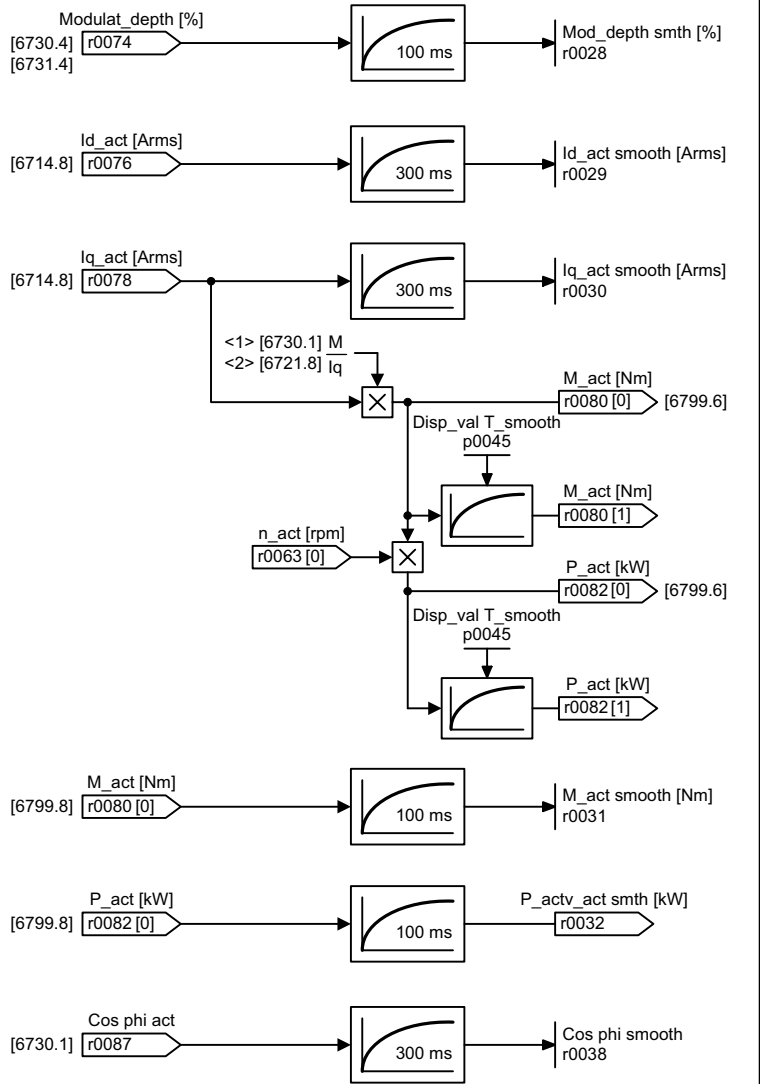 Modulat_depth [%]
[6730.4] r0074
[6731.4]
100 ms
Mod_depth smth [%]
r0028
Id_act [Arms]
[6714.8] r0076
300 ms
Id_act smooth [Arms]
r0029
Iq_act [Arms]
[6714.8] r0078
300 ms
Iq_act smooth [Arms]
r0030
<1> [6730.1] M
<2> [6721.8] Iq
M_act [Nm]
r0080 [0] [6799.6]
Disp_val T_smooth
p0045
M_act [Nm]
r0080 [1]
n_act [rpm]
r0063 [0]
P_act [kW]
r0082 [0] [6799.6]
Disp_val T_smooth
p0045
P_act [kW]
r0082 [1]
M_act [Nm]
[6799.8] r0080 [0]
100 ms
M_act smooth [Nm]
r0031
P_act [kW]
[6799.8] r0082 [0]
100 ms
P_actv_act smth [kW]
r0032
Cos phi act
[6730.1] r0087
300 ms
Cos phi smooth
r0038